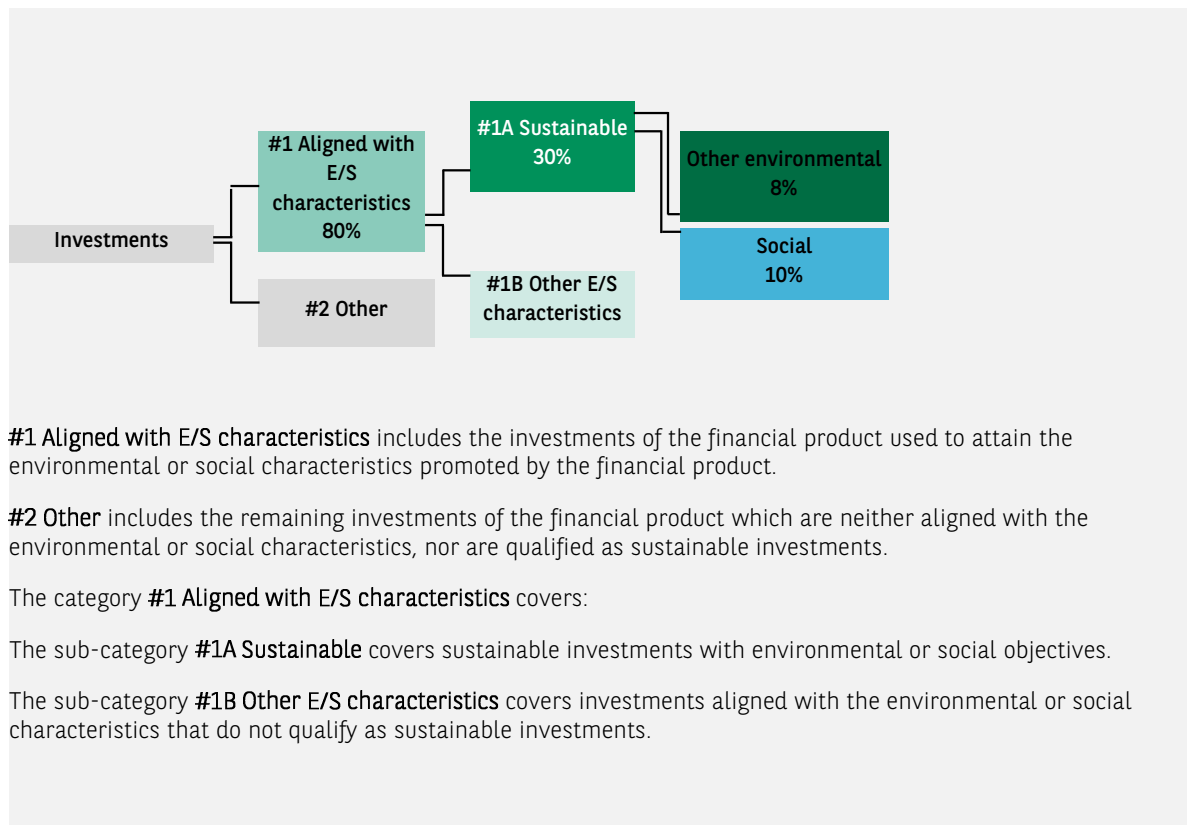 #1A Sustainable
30%
#1 Aligned with
E/S
characteristics
80%
Other environmental
8%
Investments
Social
10%
#1B Other E/S
characteristics
#2 Other
#1 Aligned with E/S characteristics includes the investments of the financial product used to attain the
environmental or social characteristics promoted by the financial product.
#2 Other includes the remaining investments of the financial product which are neither aligned with the
environmental or social characteristics, nor are qualified as sustainable investments.
The category #1 Aligned with E/S characteristics covers:
The sub-category #1A Sustainable covers sustainable investments with environmental or social objectives.
The sub-category #1B Other E/S characteristics covers investments aligned with the environmental or social
characteristics that do not qualify as sustainable investments.